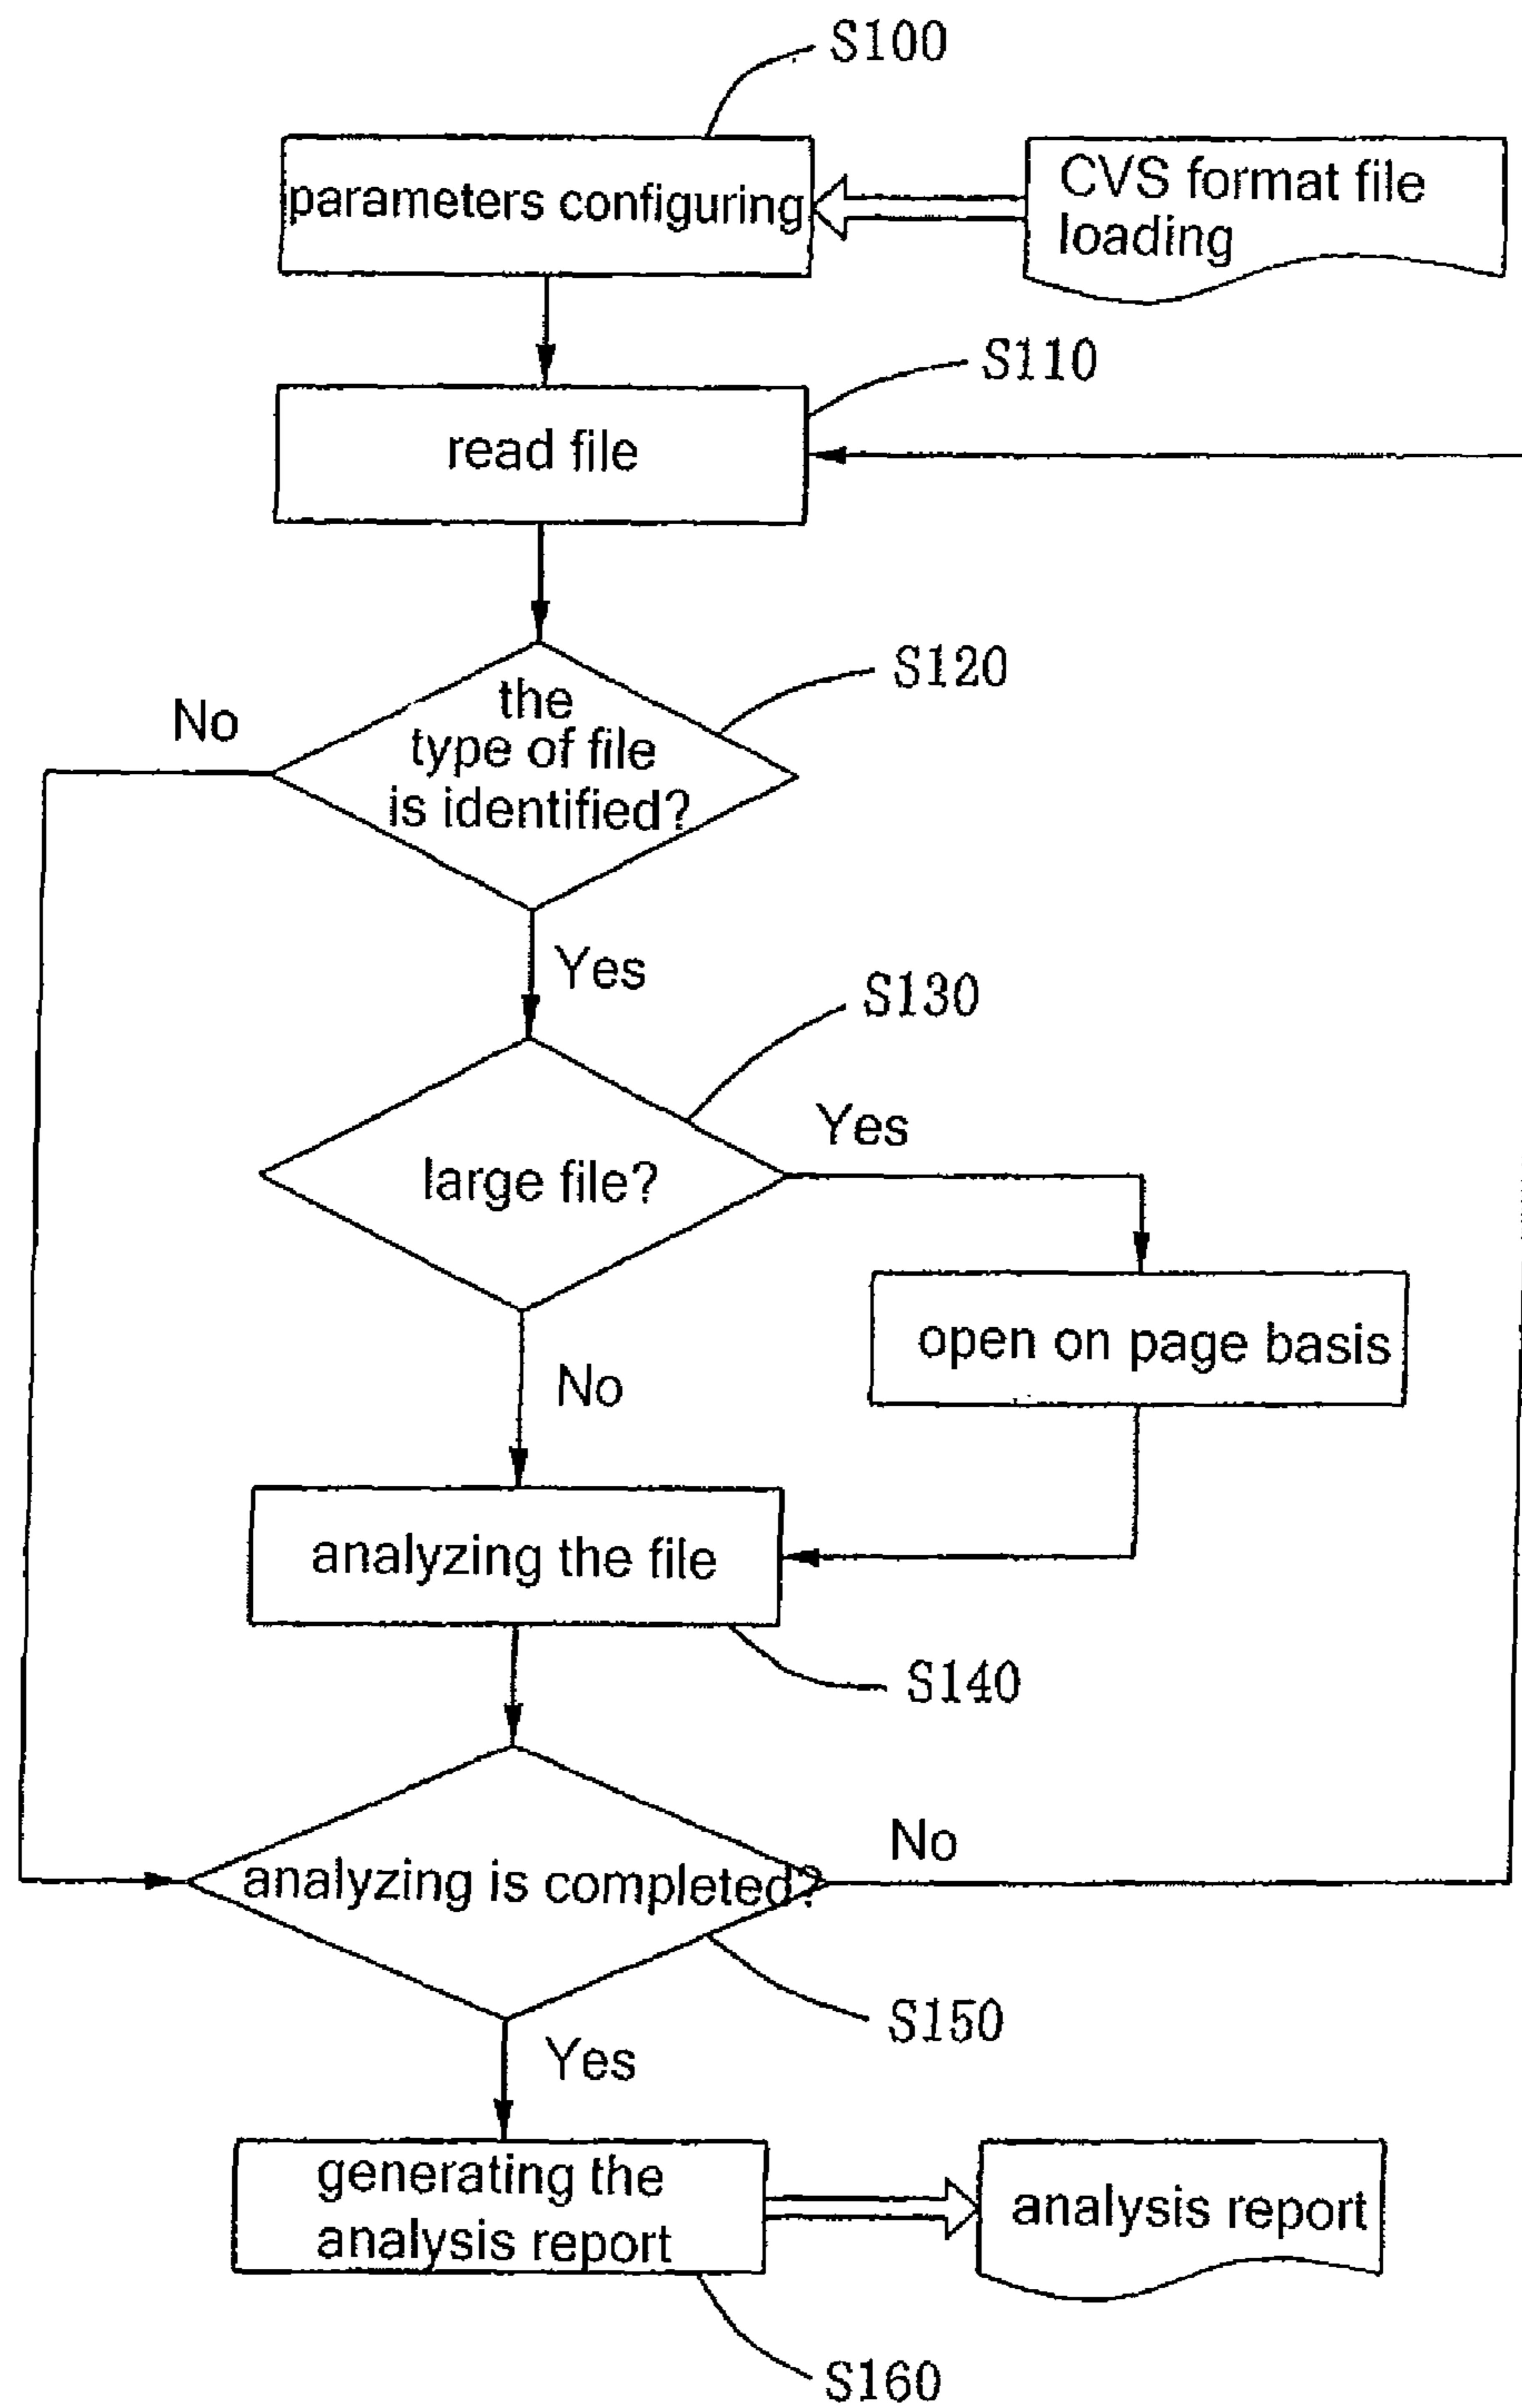 S100
parameters configuring
CVS format file
loading
S110
read file
S120
No
the
type of file
is identified?
Yes
S130
Yes
large file?
open on page basis
No
analyzing the file
S140
No
analyzing is completed?
S150
Yes
generating the
analysis report
analysis report
S160